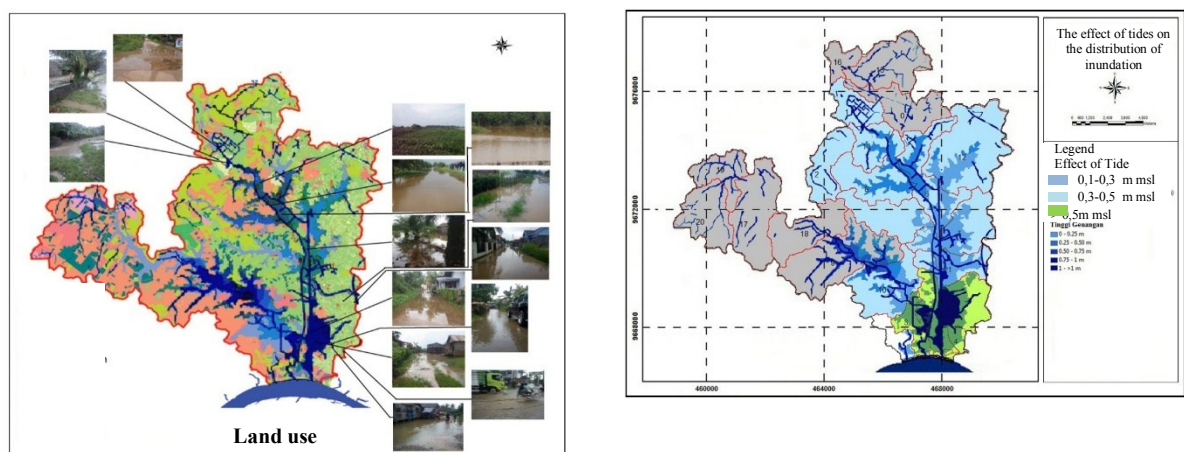 Land use
The effect of tides on
the distribution of
inundation
Legend
Effect of Tide
0,1-0,3 m msl
0,3-0,5 m msl
0,5m msl
Tinggi Genangan
0 - 0.25 m
0.25 - 0.50 m
0.50 - 0.75 m
0.75 - 1 m
1 - >1 m
9676000
9672000
9668000
460000
464000
468000
16
18
20